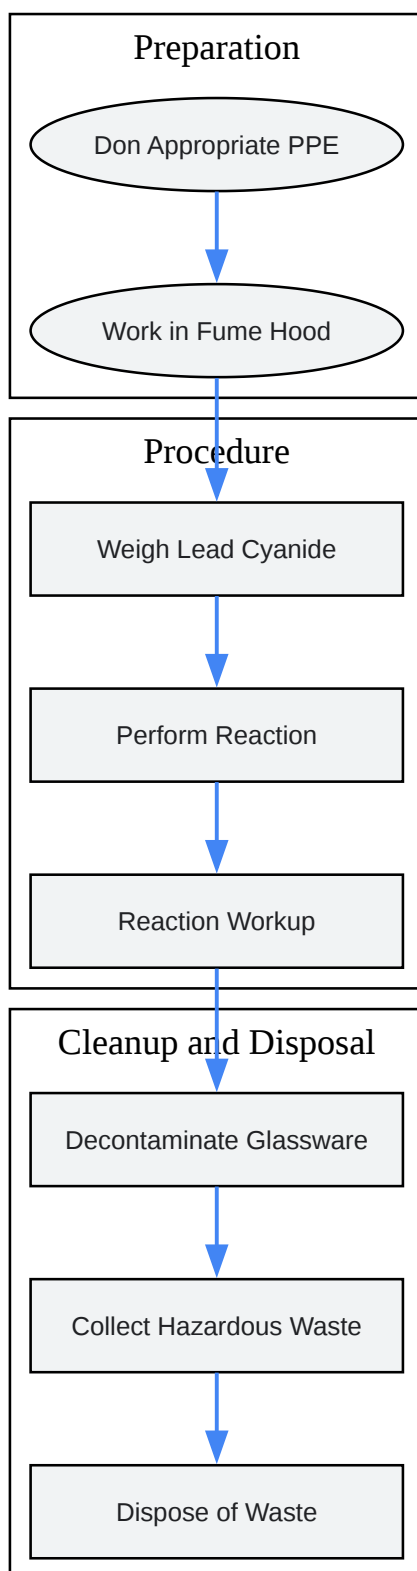 Preparation
Don Appropriate PPE
Work in Fume Hood
Procedure
Weigh Lead Cyanide
Perform Reaction
Reaction Workup
Cleanup and Disposal
Decontaminate Glassware
Collect Hazardous Waste
Dispose of Waste